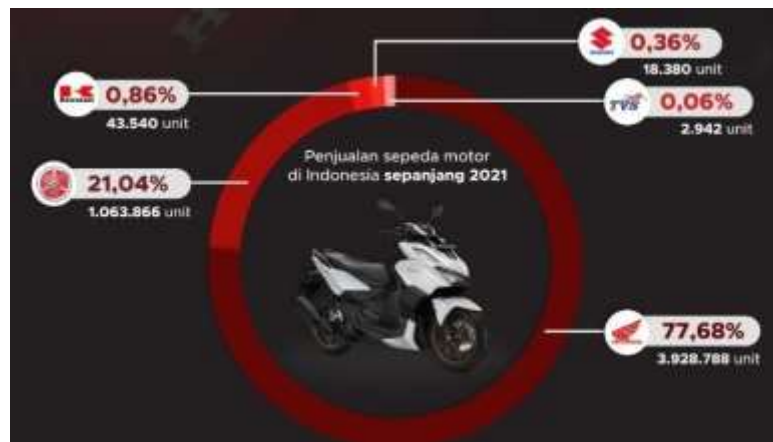 0,36%
18.380 unit
0,86%
43.540 unit
TVS
0,06%
2.942 unit
Penjualan sepeda motor
di Indonesia sepanjang 2021
21,04%
1.063.866 unit
77,68%
3.928.788 unit